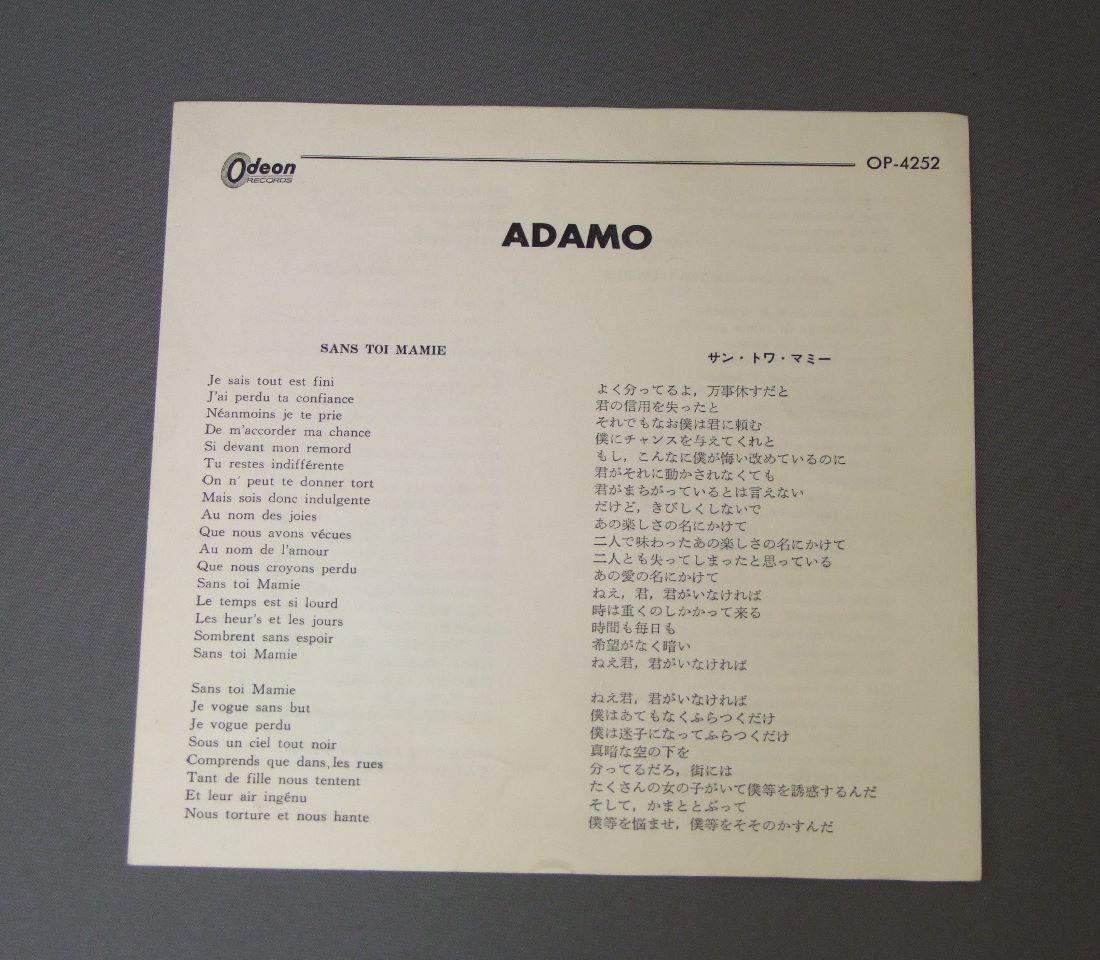 Odeon
RECORDS
OP-4252
ADAMO
SANS TOI MAMIE
Je sais tout est fini
J'ai perdu ta confiance
Néanmoins je te prie
De m'accorder ma chance
Si devant mon remord
Tu restes indifférente
On n' peut te donner tort
Mais sois donc indulgente
Au nom des joies
Que nous avons vécues
Au nom de l'amour
Que nous croyons perdu
Sans toi Mamie
Le temps est si lourd
Les heur's et les jours
Sombrent sans espoir
Sans toi Mamie
Sans toi Mamie
Je vogue sans but
Je vogue perdu
Sous un ciel tout noir
Comprends que dans les rues
Tant de fille nous tentent
Et leur air ingénu
Nous torture et nous hante
サン・トワ・マミー
よく分ってるよ，万事休すだと
君の信用を失ったと
それでもなお僕は君に頼む
僕にチャンスを与えてくれと
もし，こんなに僕が悔い改めているのに
君がそれに動かされなくても
君がまちがっているとは言えない
だけど，きびしくしないで
あの楽しさの名にかけて
二人で味わったあの楽しさの名にかけて
二人とも失ってしまったと思っている
あの愛の名にかけて
ねえ，君，君がいなければ
時は重くのしかかって来る
時間も毎日も
希望がなく暗い
ねえ君，君がいなければ
ねえ君，君がいなければ
僕はあてもなくふらつくだけ
僕は迷子になってふらつくだけ
真暗な空の下を
分ってるだろ，街には
たくさんの女の子がいて僕等を誘惑するんだ
そして，かまととぶって
僕等を悩ませ，僕等をそそのかすんだ